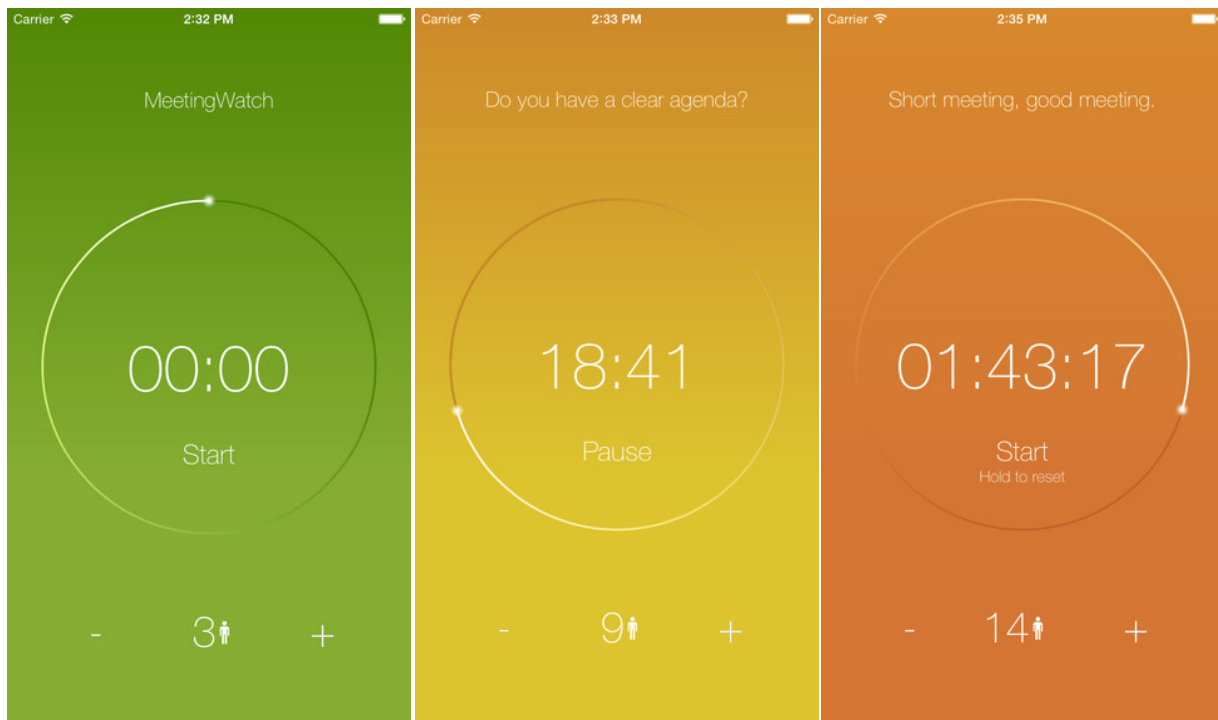 Carrier 2:32 PM
MeetingWatch
00:00
Start
- 3 +
Carrier 2:33 PM
Do you have a clear agenda?
18:41
Pause
- 9 +
Carrier 2:35 PM
Short meeting, good meeting.
01:43:17
Start
Hold to reset
- 14 +